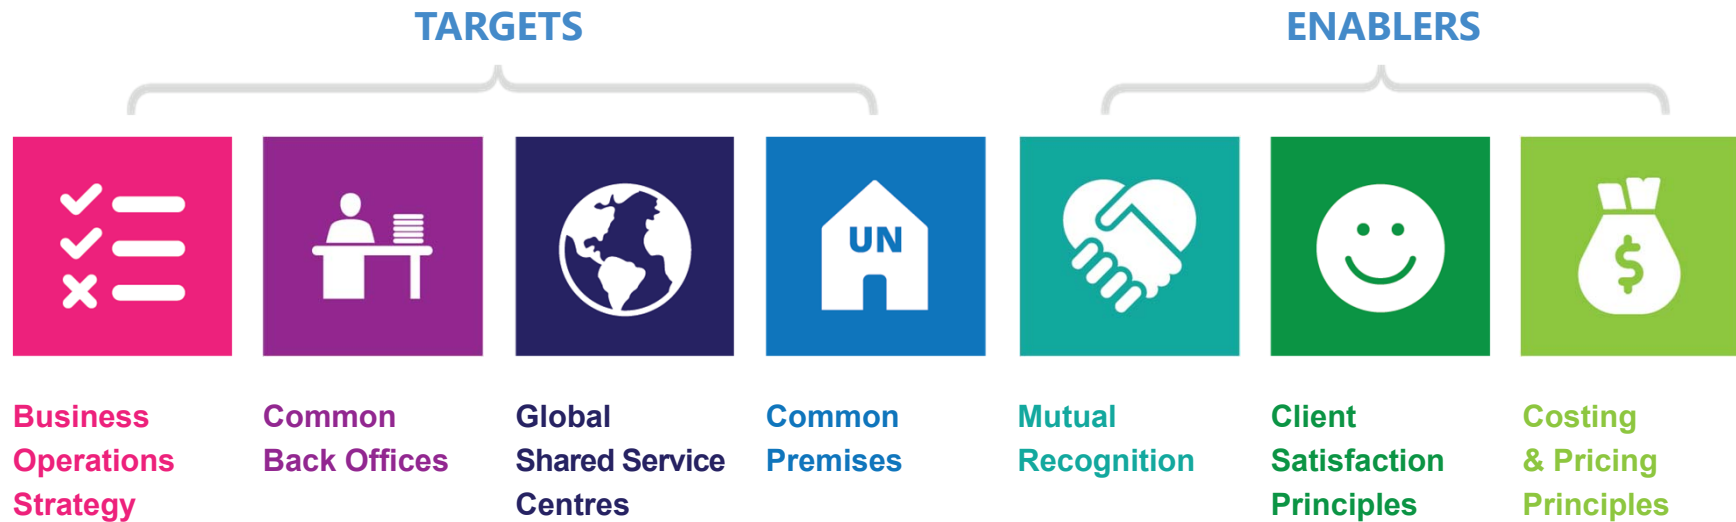 TARGETS
ENABLERS
UN
$
Business
Operations
Strategy
Common
Back Offices
Global
Shared Service
Centres
Common
Premises
Mutual
Recognition
Client
Satisfaction
Principles
Costing
& Pricing
Principles